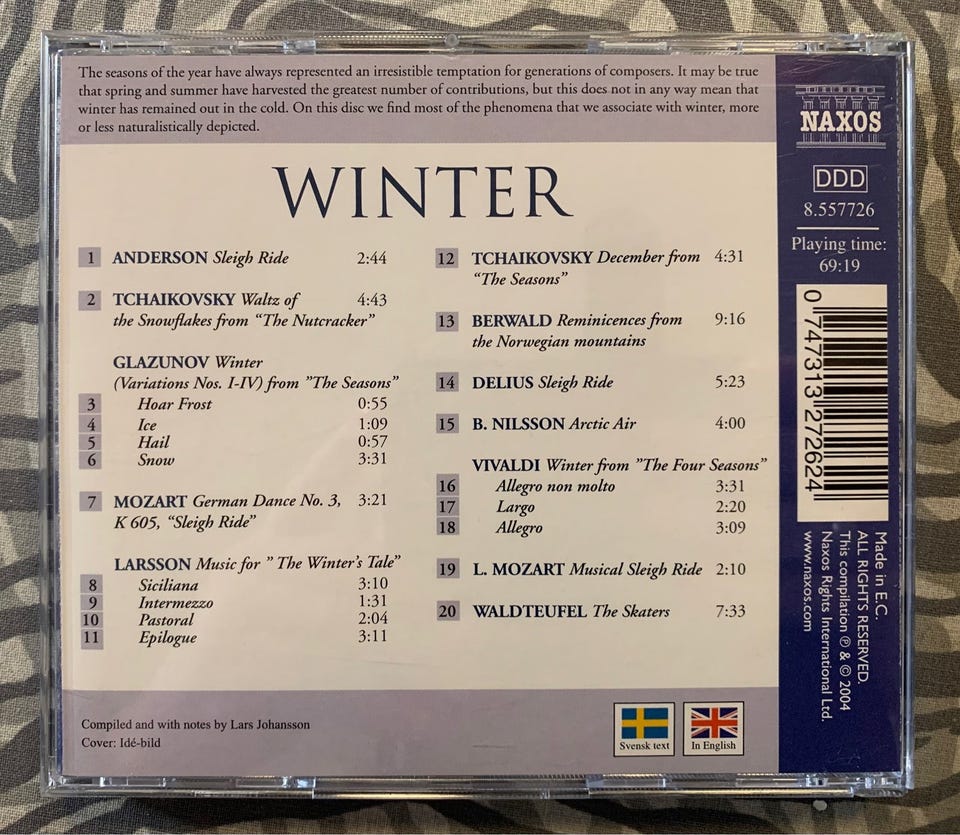 The seasons of the year have always represented an irresistible temptation for generations of composers. It may be true
that spring and summer have harvested the greatest number of contributions, but this does not in any way mean that
winter has remained out in the cold. On this disc we find most of the phenomena that we associate with winter, more
or less naturalistically depicted.
WINTER
1 ANDERSON Sleigh Ride 2:44
2 TCHAIKOVSKY Waltz of 4:43
the Snowflakes from “The Nutcracker”
GLAZUNOV Winter
(Variations Nos. I-IV) from ”The Seasons”
3 Hoar Frost 0:55
4 Ice 1:09
5 Hail 0:57
6 Snow 3:31
7 MOZART German Dance No. 3, 3:21
K 605, “Sleigh Ride”
LARSSON Music for ” The Winter's Tale”
8 Siciliana 3:10
9 Intermezzo 1:31
10 Pastoral 2:04
11 Epilogue 3:11
12 TCHAIKOVSKY December from 4:31
“The Seasons”
13 BERWALD Reminicences from 9:16
the Norwegian mountains
14 DELIUS Sleigh Ride 5:23
15 B. NILSSON Arctic Air 4:00
VIVALDI Winter from ”The Four Seasons”
16 Allegro non molto 3:31
17 Largo 2:20
18 Allegro 3:09
19 L. MOZART Musical Sleigh Ride 2:10
20 WALDTEUFEL The Skaters 7:33
Compiled and with notes by Lars Johansson
Cover: Idé-bild
Svensk text
In English
NAXOS
DDD
8.557726
Playing time:
69:19
0 747313 272624
Made in E.C.
ALL RIGHTS RESERVED.
This compilation ℗ & © 2004
Naxos Rights International Ltd.
www.naxos.com